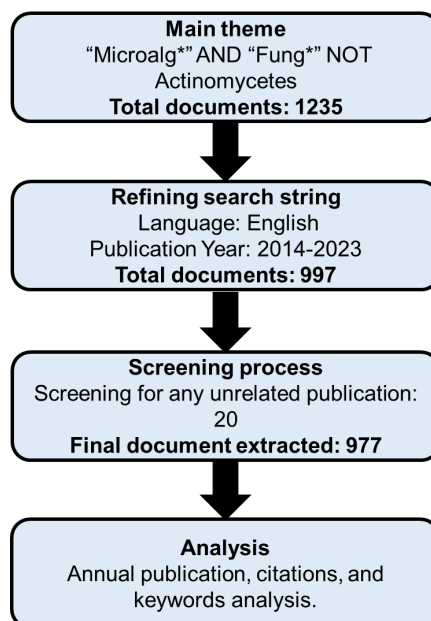 Main theme
“Microalg*” AND “Fung*” NOT
Actinomycetes
Total documents: 1235
Refining search string
Language: English
Publication Year: 2014-2023
Total documents: 997
Screening process
Screening for any unrelated publication:
20
Final document extracted: 977
Analysis
Annual publication, citations, and
keywords analysis.